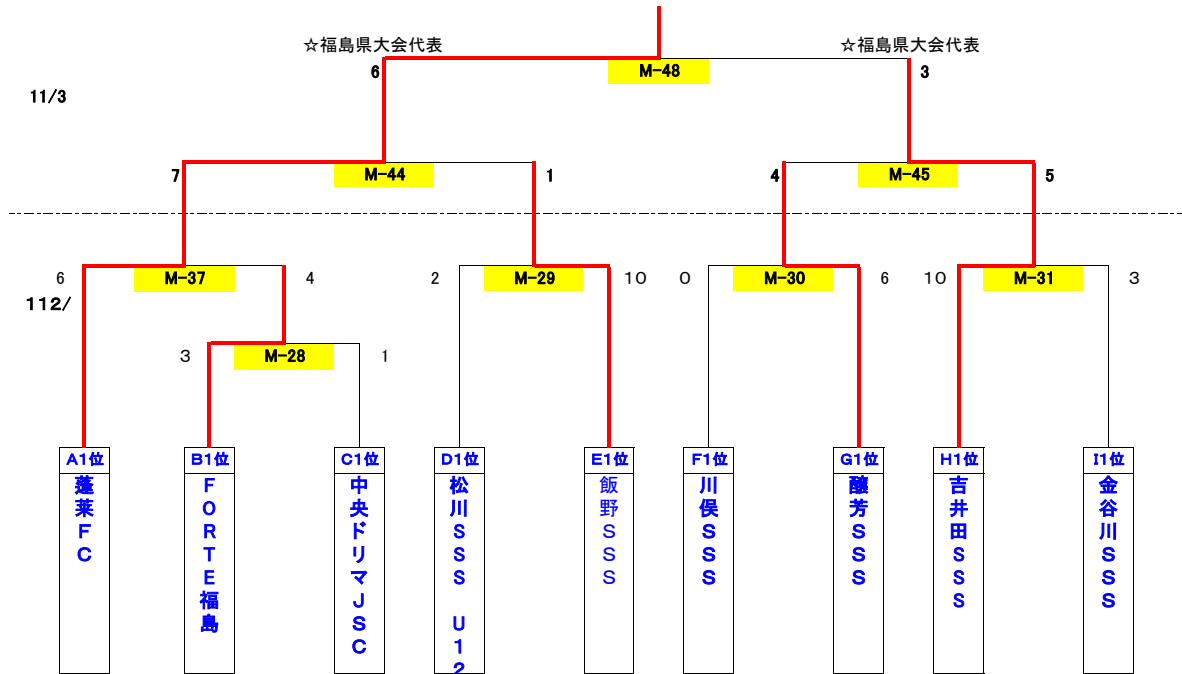 ☆福島県大会代表 ☆福島県大会代表
6 M-48 3
11/3
7 M-44 1 4 M-45 5
6 M-37 4 2 M-29 10 0 M-30 6 10 M-31 3
112/
3 M-28 1
A1位 B1位 C1位 D1位 E1位 F1位 G1位 H1位 I1位
蓬莱FC
FORTE福島
中央ドリマJSC
松川SSS U12
飯野SSS
川俣SSS
醸芳SSS
吉井田SSS
金谷川SSS